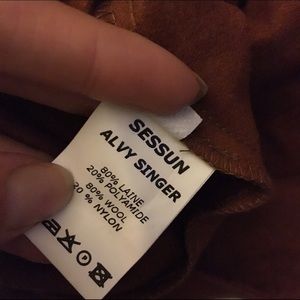 SESSUN
ALVY SINGER
80% LAINE
20% POLYAMIDE
80% WOOL
20 % NYLON